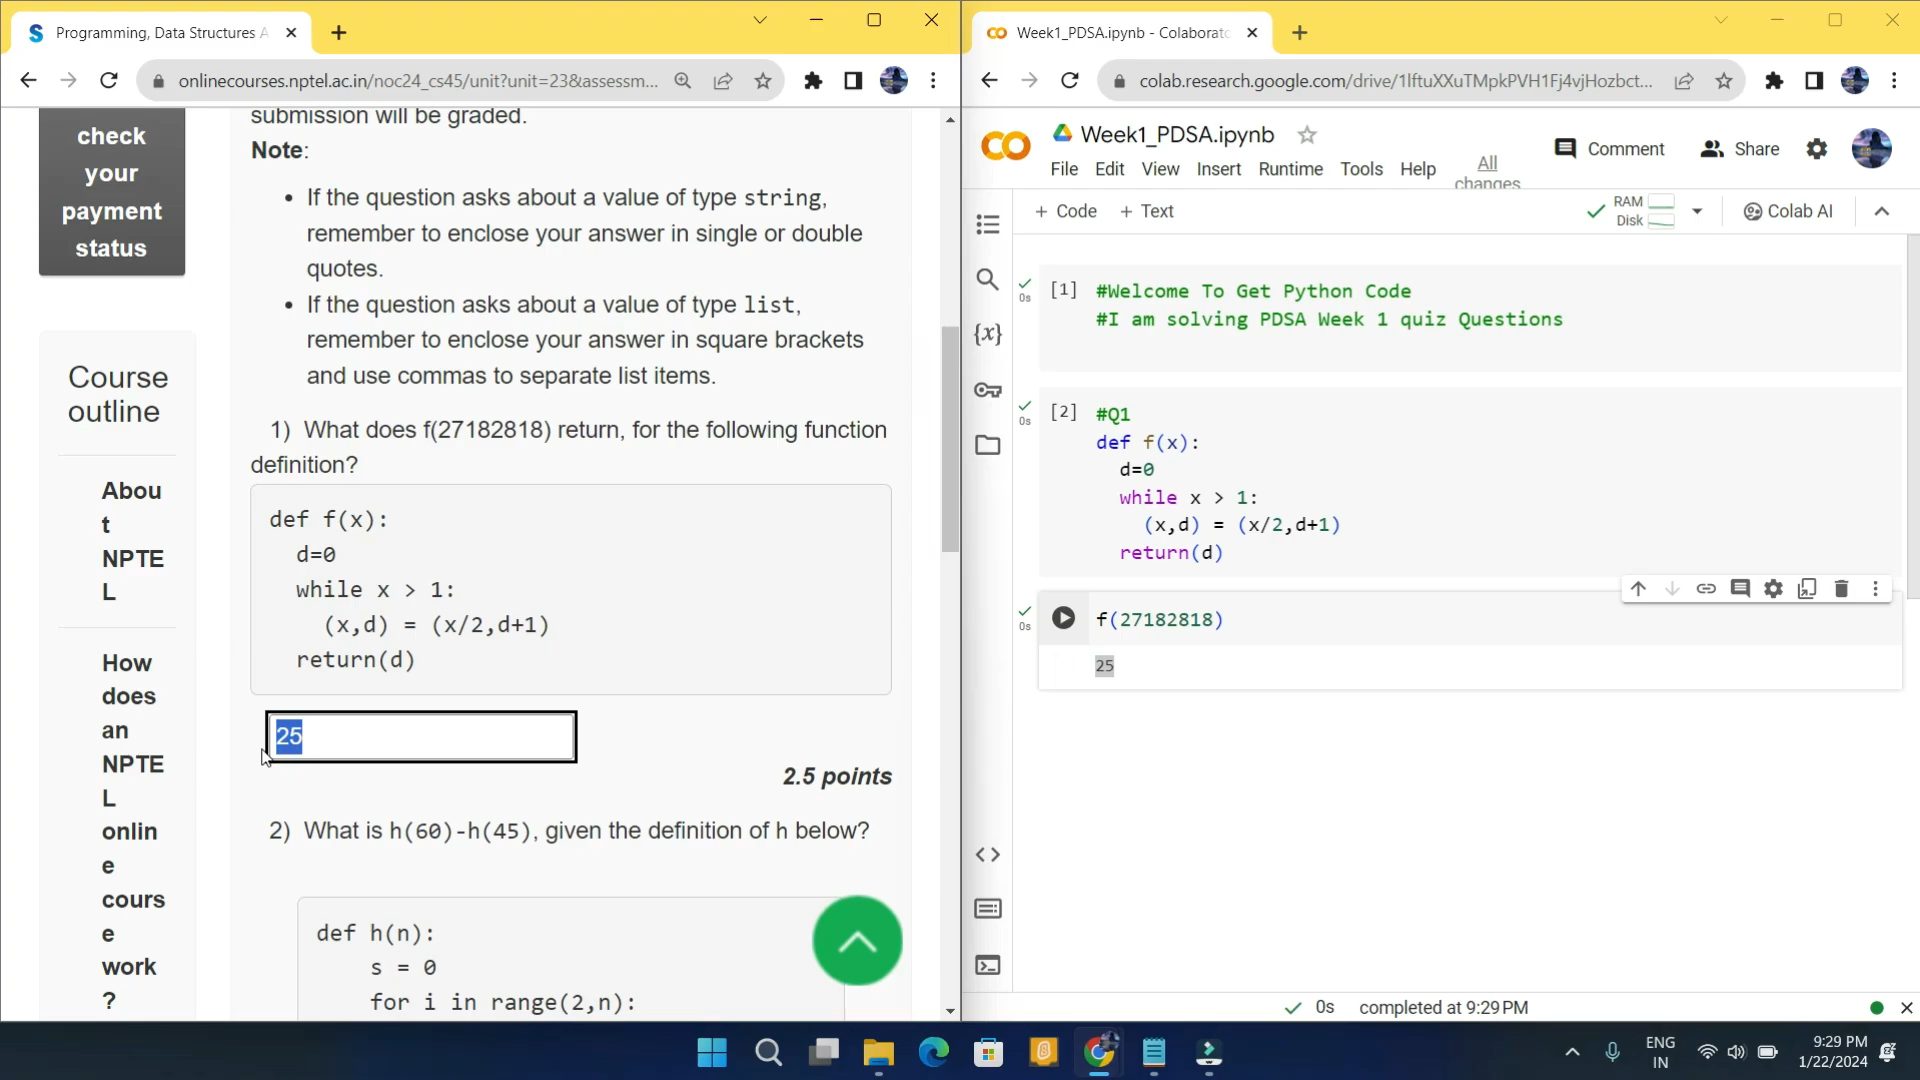 Programming, Data Structures A
onlinecourses.nptel.ac.in/noc24_cs45/unit?unit=23&assessm...
check
your
payment
status
Course
outline
Abou
t
NPTE
L
How
does
an
NPTE
L
onlin
e
cours
e
work
?
submission will be graded.
Note:
• If the question asks about a value of type string,
remember to enclose your answer in single or double
quotes.
• If the question asks about a value of type list,
remember to enclose your answer in square brackets
and use commas to separate list items.
1) What does f(27182818) return, for the following function
definition?
def f(x):
d=0
while x > 1:
(x,d) = (x/2,d+1)
return(d)
25
2.5 points
2) What is h(60)-h(45), given the definition of h below?
def h(n):
s = 0
for i in range(2,n):
Week1_PDSA.ipynb - Colaborato
colab.research.google.com/drive/1lftuXXuTMpkPVH1Fj4vjHozbct...
Week1_PDSA.ipynb
Comment
Share
File Edit View Insert Runtime Tools Help All
changes
+ Code + Text
RAM
Disk
Colab AI
0s
[1] #Welcome To Get Python Code
#I am solving PDSA Week 1 quiz Questions
0s
[2] #Q1
def f(x):
d=0
while x > 1:
(x,d) = (x/2,d+1)
return(d)
0s
f(27182818)
25
0s completed at 9:29 PM
ENG
IN
9:29 PM
1/22/2024